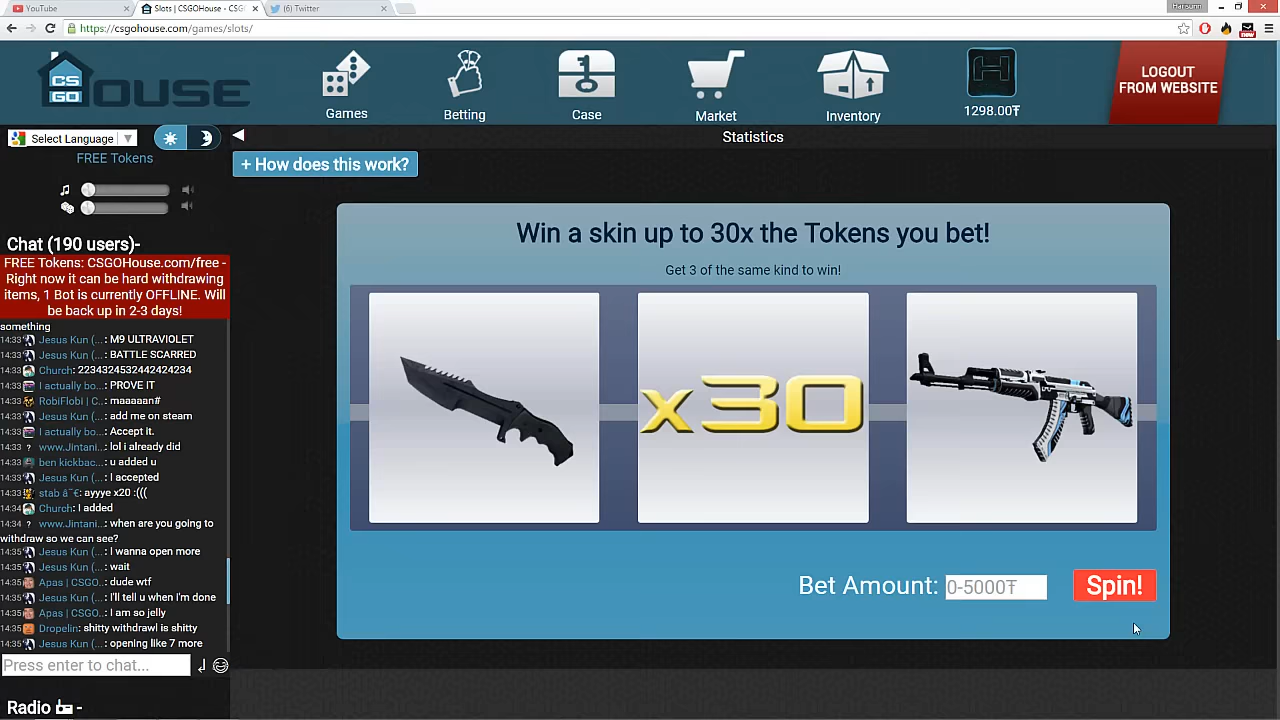 YouTube
Slots | CSGOHouse - CSG
(6) Twitter
https://csgohouse.com/games/slots/
CS
GO
HOUSE
Games
Betting
Case
Market
Inventory
1298.00Ŧ
LOGOUT
FROM WEBSITE
Select Language
FREE Tokens
Statistics
+ How does this work?
Chat (190 users)-
FREE Tokens: CSGOHouse.com/free -
Right now it can be hard withdrawing
items, 1 Bot is currently OFFLINE. Will
be back up in 2-3 days!
something
14:33 Jesus Kun (...: M9 ULTRAVIOLET
14:33 Jesus Kun (...: BATTLE SCARRED
14:33 Church: 2234324532442424234
14:33 I actually bo...: PROVE IT
14:33 RobiFlobi | C...: maaaaan#
14:33 Jesus Kun (...: add me on steam
14:33 I actually bo...: Accept it.
14:33 www.Jintani...: lol i already did
14:33 ben kickbac...: u added u
14:33 Jesus Kun (...: I accepted
14:33 stab â˜€: ayyye x20 :(((
14:34 Church: I added
14:34 www.Jintani...: when are you going to
withdraw so we can see?
14:35 Jesus Kun (...: I wanna open more
14:35 Jesus Kun (...: wait
14:35 Apas | CSGO...: dude wtf
14:35 Jesus Kun (...: I'll tell u when I'm done
14:35 Apas | CSGO...: I am so jelly
14:35 Dropelin: shitty withdrawl is shitty
14:35 Jesus Kun (...: opening like 7 more
Press enter to chat...
Radio -
Win a skin up to 30x the Tokens you bet!
Get 3 of the same kind to win!
x30
Bet Amount: 0-5000Ŧ
Spin!